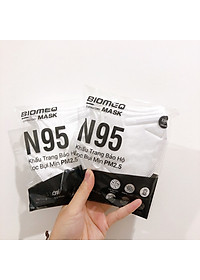 BIOMEQ
MASK
N95
Khẩu Trang Bảo Hộ
Lọc Bụi Mịn PM2.5
BIOMEQ
MASK
N95
Khẩu Trang Bảo Hộ
Lọc Bụi Mịn PM2.5